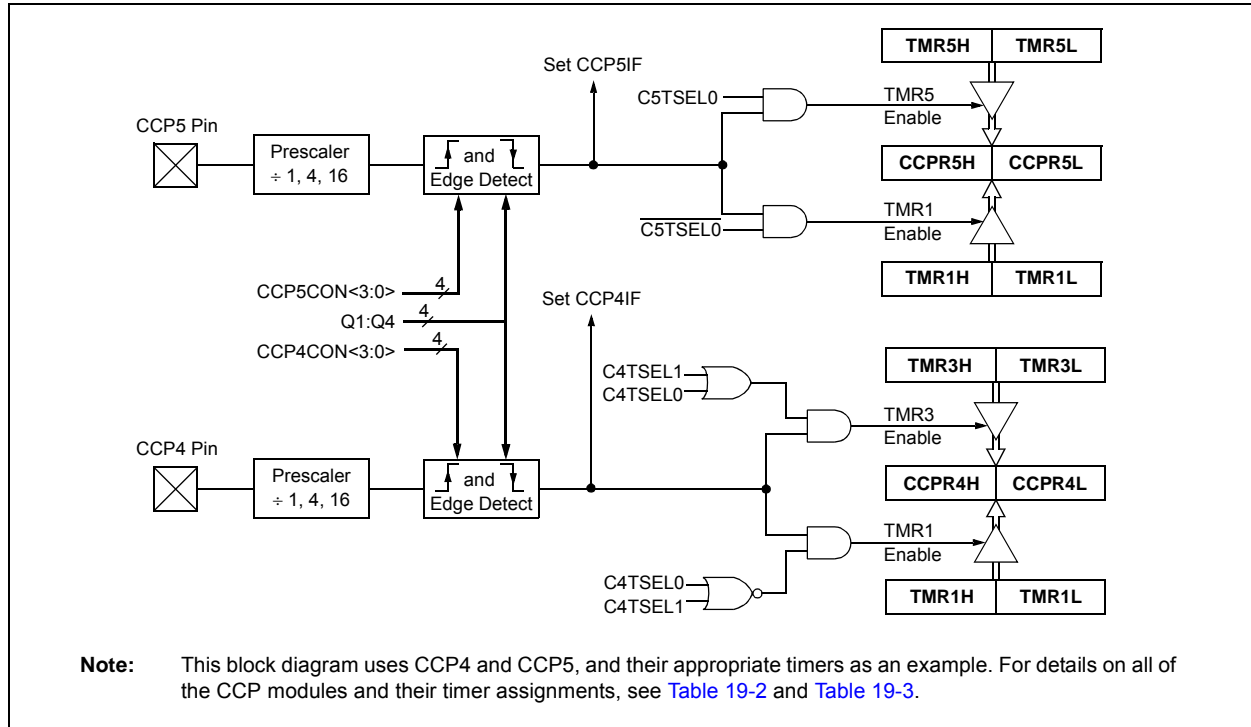 TMR5H TMR5L
Set CCP5IF
C5TSEL0
TMR5
Enable
CCP5 Pin
Prescaler
÷ 1, 4, 16
and
Edge Detect
CCPR5H CCPR5L
TMR1
Enable
C5TSEL0
TMR1H TMR1L
CCP5CON<3:0> 4
Q1:Q4 4
CCP4CON<3:0> 4
Set CCP4IF
TMR3H TMR3L
C4TSEL1
C4TSEL0
TMR3
Enable
CCP4 Pin
Prescaler
÷ 1, 4, 16
and
Edge Detect
CCPR4H CCPR4L
TMR1
Enable
C4TSEL0
C4TSEL1
TMR1H TMR1L
Note: This block diagram uses CCP4 and CCP5, and their appropriate timers as an example. For details on all of
the CCP modules and their timer assignments, see Table 19-2 and Table 19-3.